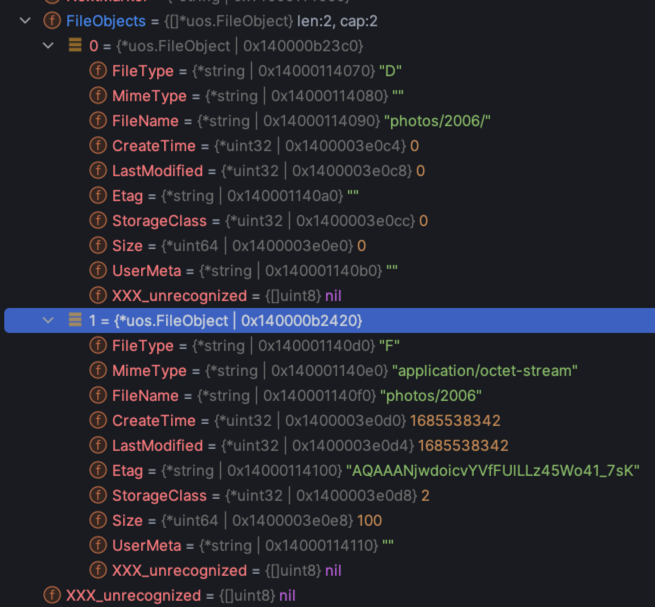 FileObjects = {[]*uos.FileObject} len:2, cap:2
0 = {*uos.FileObject | 0x140000b23c0}
f FileType = {*string | 0x14000114070} "D"
f MimeType = {*string | 0x14000114080} ""
f FileName = {*string | 0x14000114090} "photos/2006/"
f CreateTime = {*uint32 | 0x1400003e0c4} 0
f LastModified = {*uint32 | 0x1400003e0c8} 0
f Etag = {*string | 0x140001140a0} ""
f StorageClass = {*uint32 | 0x1400003e0cc} 0
f Size = {*uint64 | 0x1400003e0e0} 0
f UserMeta = {*string | 0x140001140b0} ""
f XXX_unrecognized = {[]uint8} nil
1 = {*uos.FileObject | 0x140000b2420}
f FileType = {*string | 0x140001140d0} "F"
f MimeType = {*string | 0x140001140e0} "application/octet-stream"
f FileName = {*string | 0x140001140f0} "photos/2006"
f CreateTime = {*uint32 | 0x1400003e0d0} 1685538342
f LastModified = {*uint32 | 0x1400003e0d4} 1685538342
f Etag = {*string | 0x14000114100} "AQAAANjwdoicvYVfFUlLLz45Wo41_7sK"
f StorageClass = {*uint32 | 0x1400003e0d8} 2
f Size = {*uint64 | 0x1400003e0e8} 100
f UserMeta = {*string | 0x14000114110} ""
f XXX_unrecognized = {[]uint8} nil
f XXX_unrecognized = {[]uint8} nil